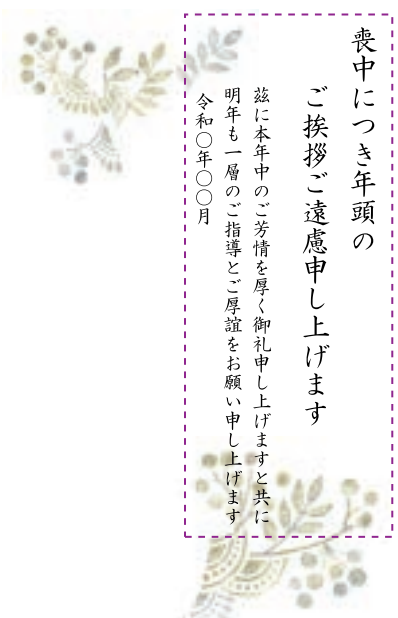 喪中につき年頭の
ご挨拶ご遠慮申し上げます
茲に本年中のご芳情を厚く御礼申し上げますと共に
明年も一層のご指導とご厚誼をお願い申し上げます
令和〇年〇〇月